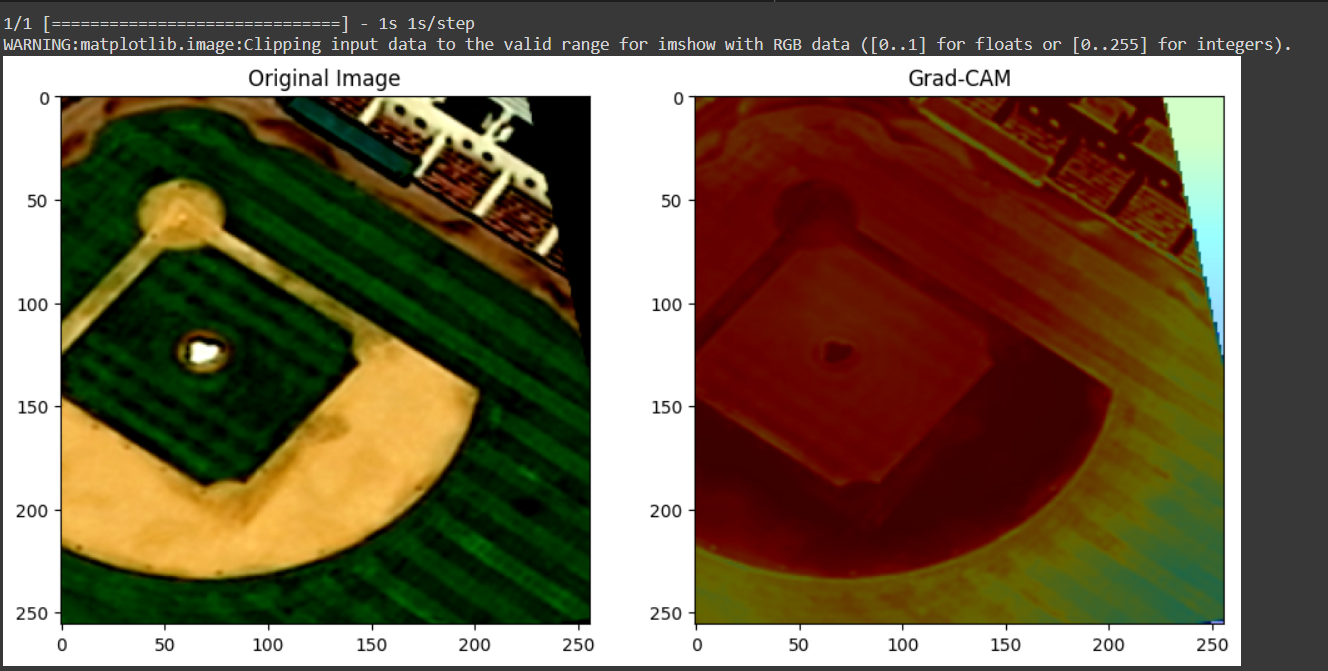 1/1 [==============================] - 1s 1s/step
WARNING:matplotlib.image:Clipping input data to the valid range for imshow with RGB data ([0..1] for floats or [0..255] for integers).
Original Image
Grad-CAM
0
50
100
150
200
250
0 50 100 150 200 250
0
50
100
150
200
250
0 50 100 150 200 250